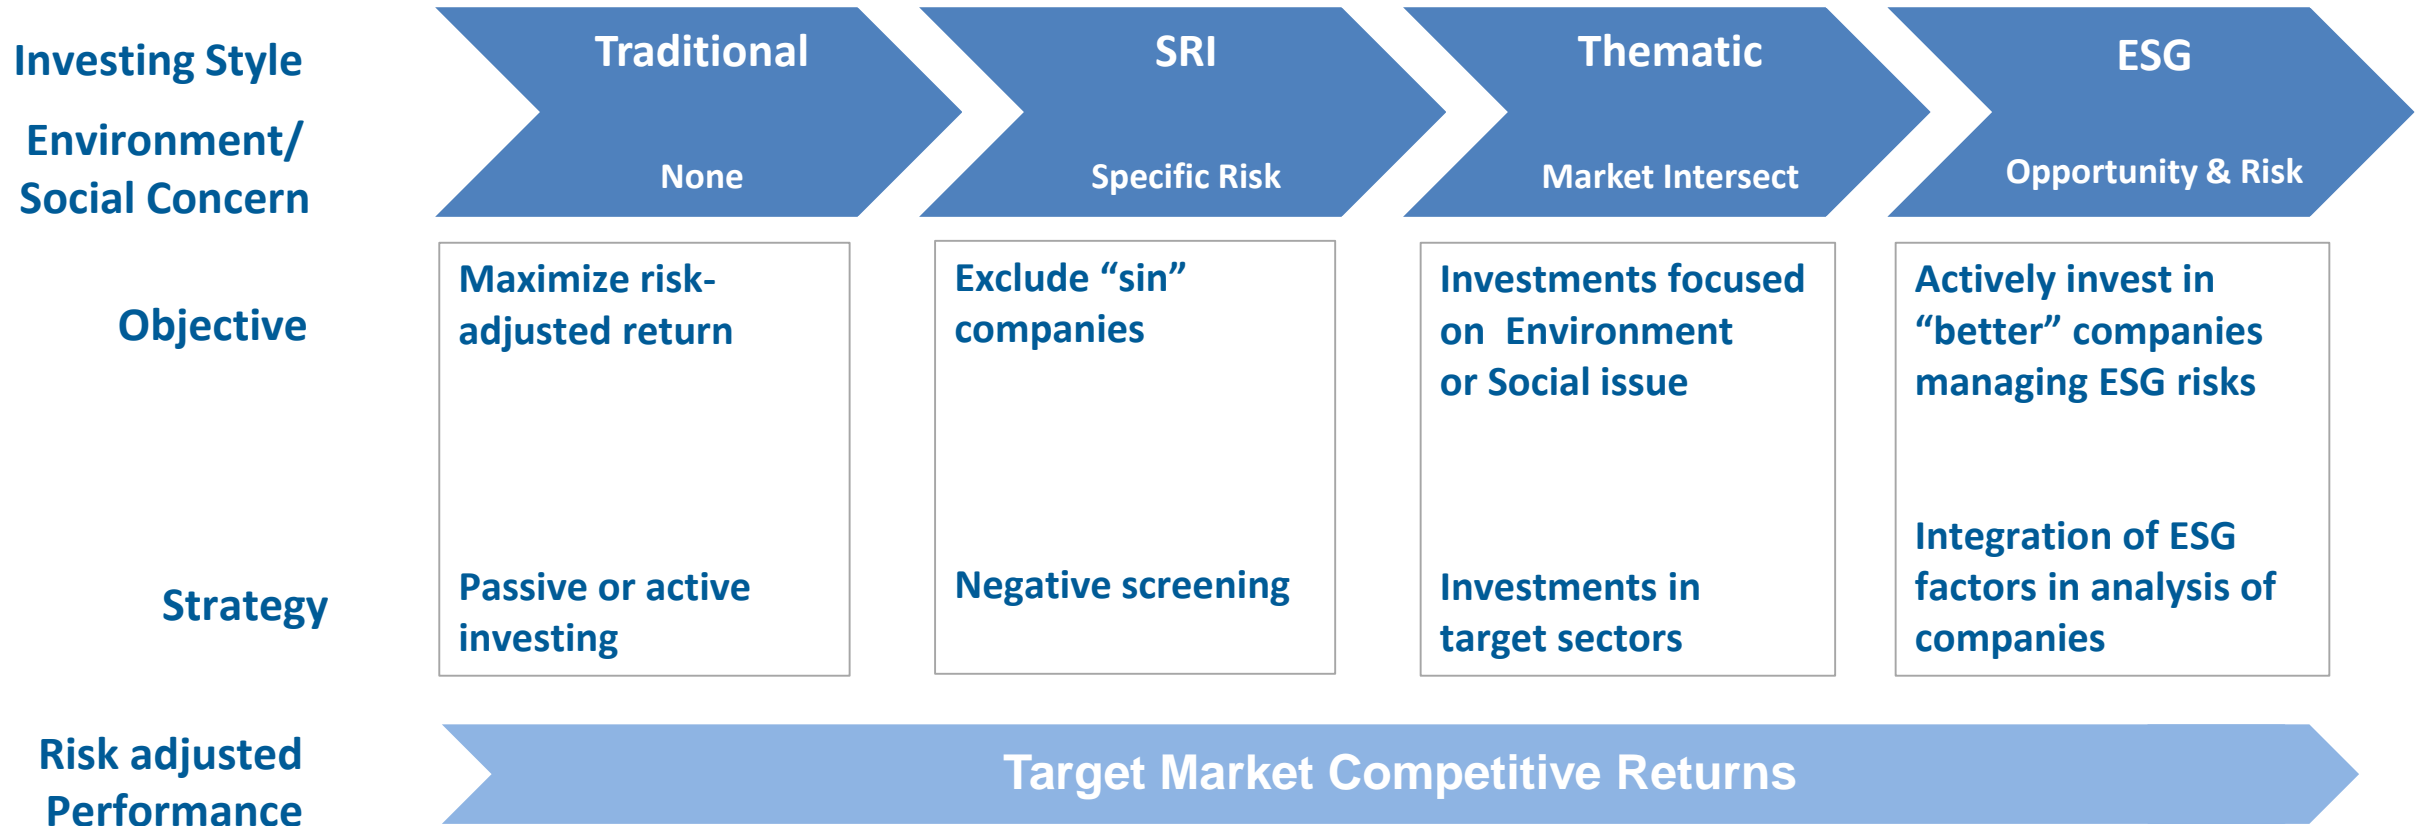 Investing Style
Traditional
SRI
Thematic
ESG
Environment/
Social Concern
None
Specific Risk
Market Intersect
Opportunity & Risk
Objective
Maximize risk-
adjusted return
Exclude “sin”
companies
Investments focused
on Environment
or Social issue
Actively invest in
“better” companies
managing ESG risks
Strategy
Passive or active
investing
Negative screening
Investments in
target sectors
Integration of ESG
factors in analysis of
companies
Risk adjusted
Performance
Target Market Competitive Returns